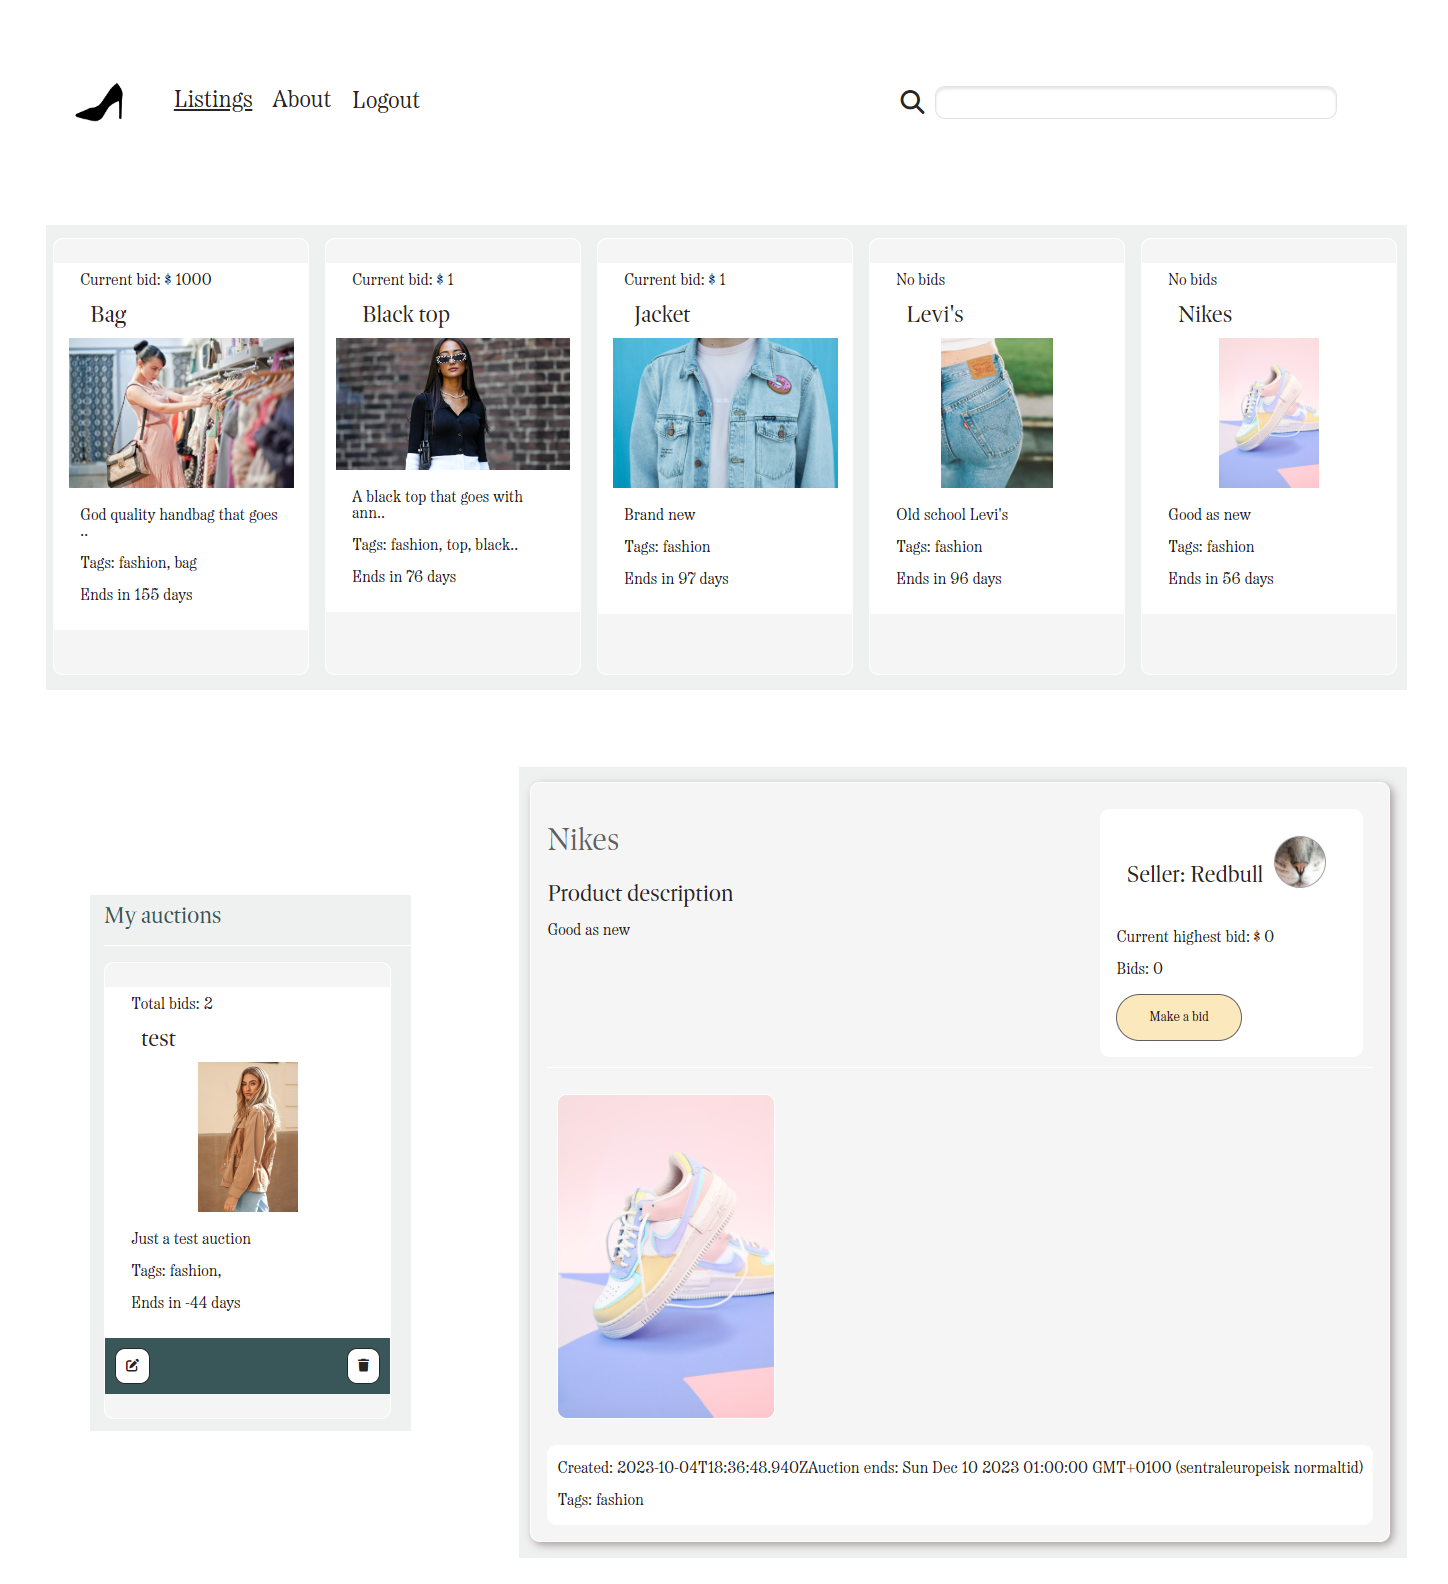 Listings About Logout
Current bid: $ 1000
Bag
God quality handbag that goes
..
Tags: fashion, bag
Ends in 155 days
Current bid: $ 1
Black top
A black top that goes with
ann..
Tags: fashion, top, black..
Ends in 76 days
Current bid: $ 1
Jacket
Brand new
Tags: fashion
Ends in 97 days
No bids
Levi's
Old school Levi's
Tags: fashion
Ends in 96 days
No bids
Nikes
Good as new
Tags: fashion
Ends in 56 days
My auctions
Total bids: 2
test
Just a test auction
Tags: fashion,
Ends in -44 days
Nikes
Product description
Good as new
Seller: Redbull
Current highest bid: $ 0
Bids: 0
Make a bid
Created: 2023-10-04T18:36:48.940ZAuction ends: Sun Dec 10 2023 01:00:00 GMT+0100 (sentraleuropeisk normaltid)
Tags: fashion